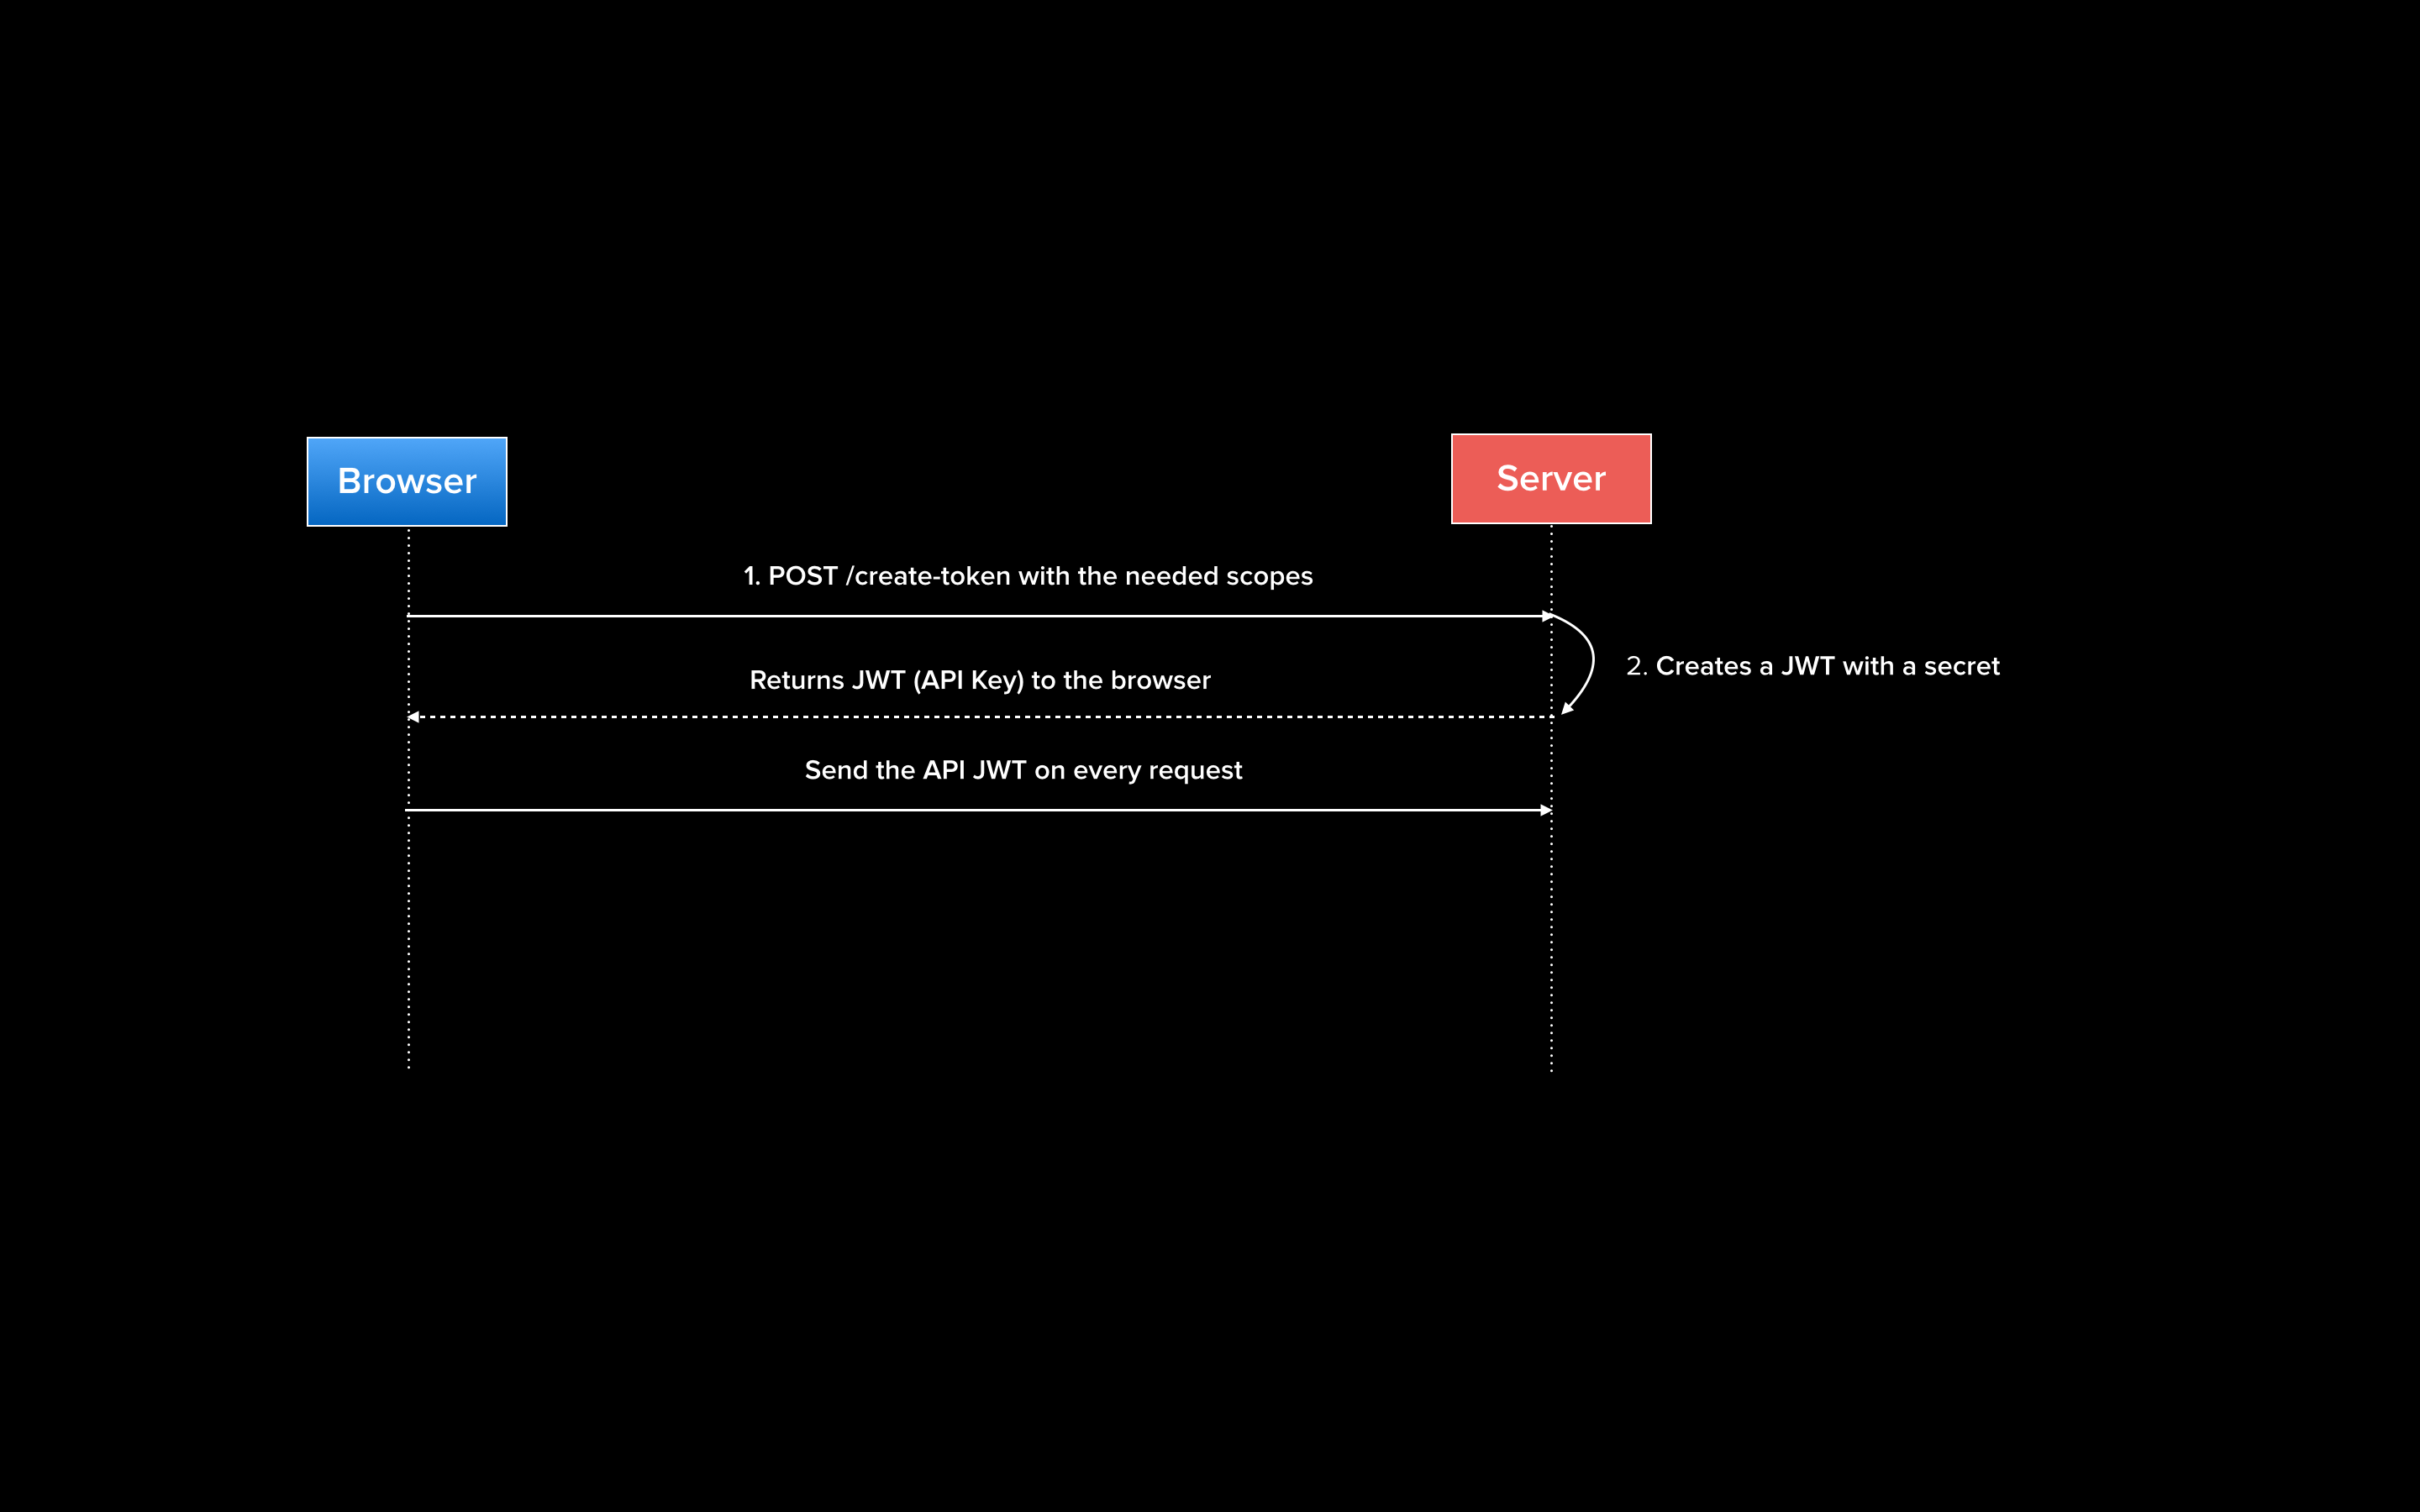 Browser
Server
1. POST /create-token with the needed scopes
2. Creates a JWT with a secret
Returns JWT (API Key) to the browser
Send the API JWT on every request